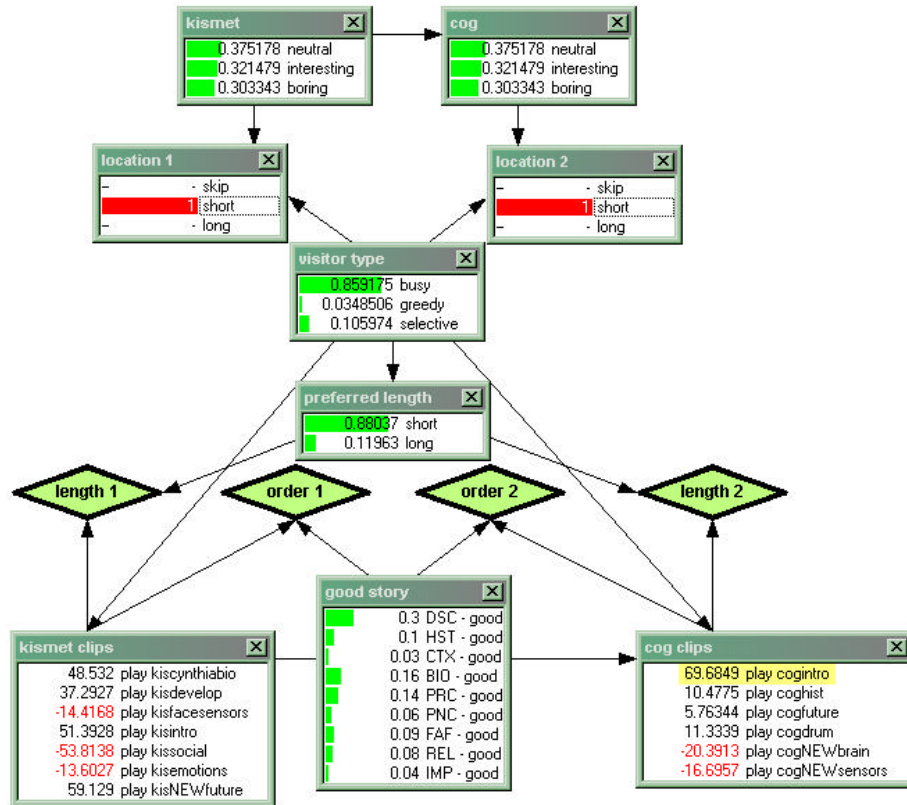 kismet
0.375178 neutral
0.321479 interesting
0.303343 boring
cog
0.375178 neutral
0.321479 interesting
0.303343 boring
location 1
- - skip
1 short
- - long
location 2
- - skip
1 short
- - long
visitor type
0.859175 busy
0.0348506 greedy
0.105974 selective
preferred length
0.88037 short
0.11963 long
length 1
order 1
order 2
length 2
kismet clips
48.532 play kiscynthiabio
37.2927 play kisdevelop
-14.4168 play kisfacesensors
51.3928 play kisintro
-53.8138 play kissocial
-13.6027 play kisemotions
59.129 play kisNEWfuture
good story
0.3 DSC - good
0.1 HST - good
0.03 CTX - good
0.16 BIO - good
0.14 PRC - good
0.06 PNC - good
0.09 FAF - good
0.08 REL - good
0.04 IMP - good
cog clips
69.6849 play cogintro
10.4775 play coghist
5.76344 play cogfuture
11.3339 play cogdrum
-20.3913 play cogNEWbrain
-16.6957 play cogNEWsensors